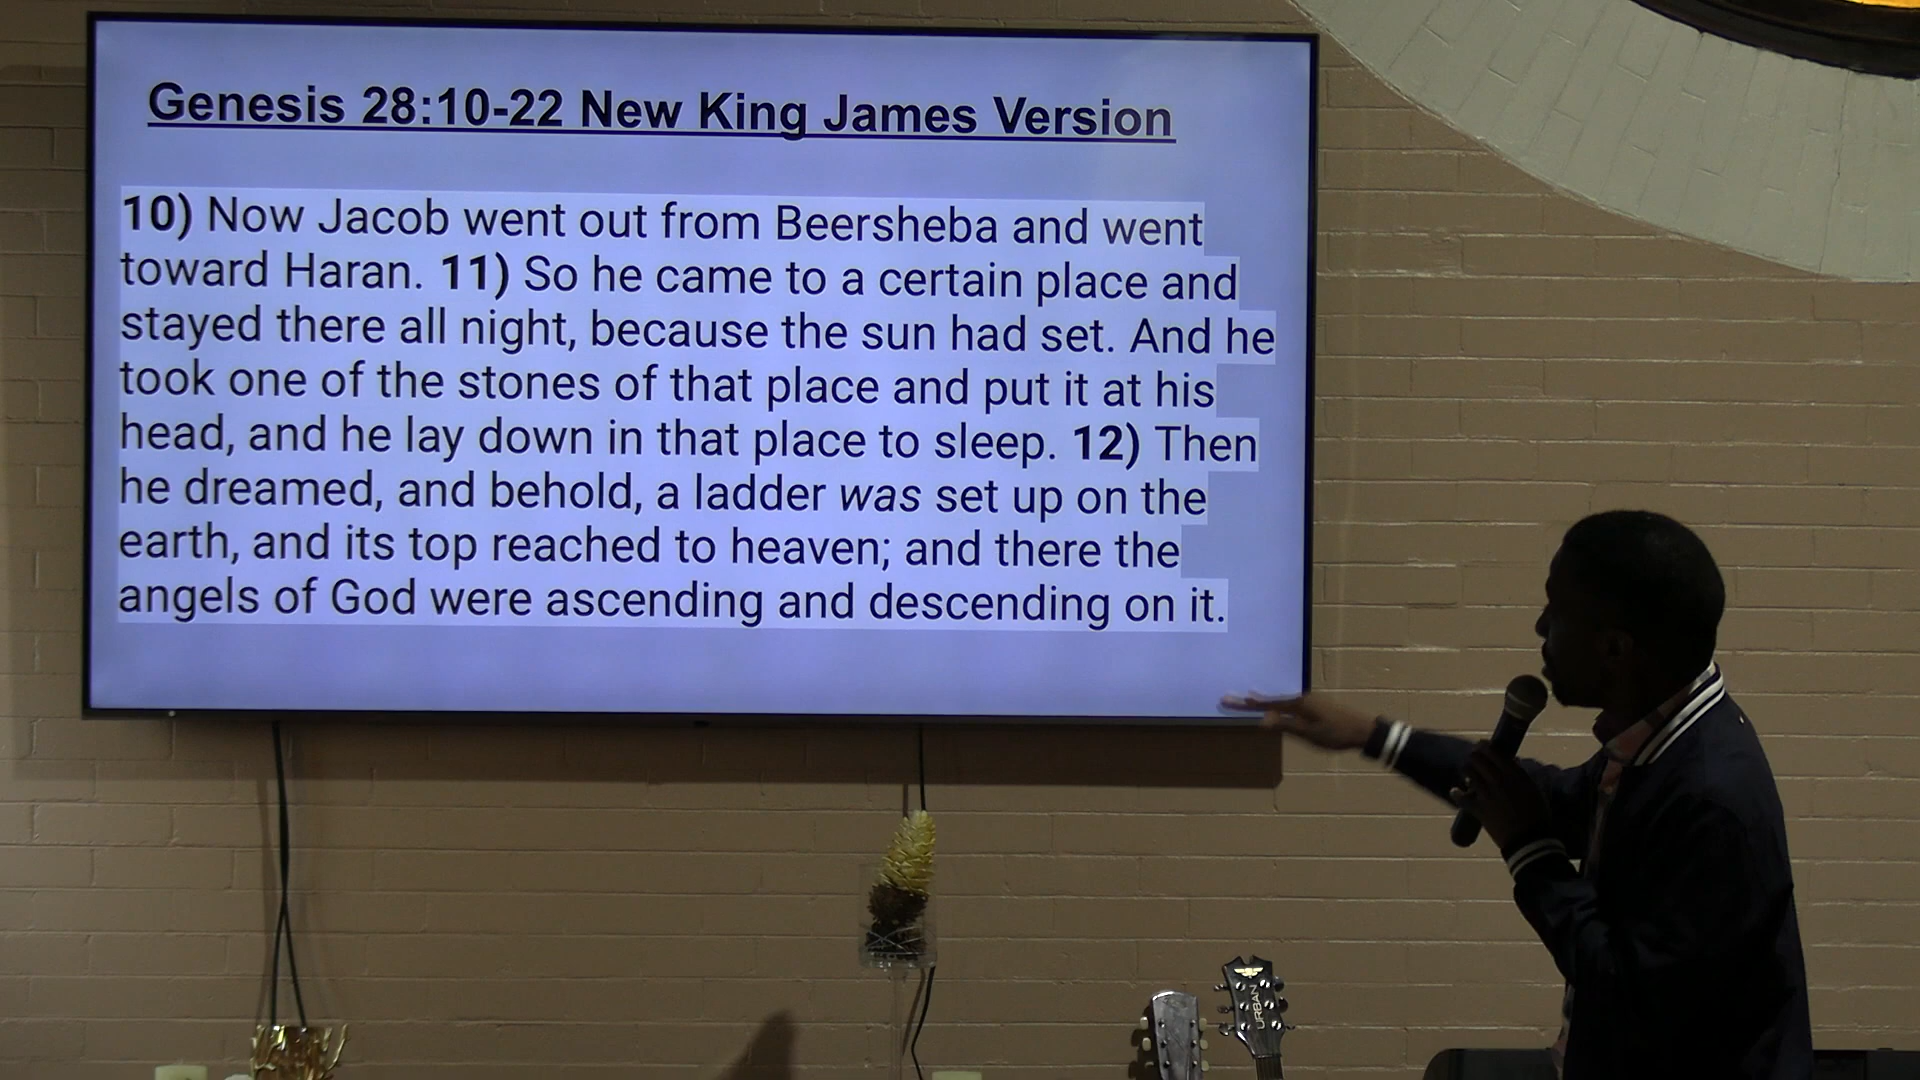 Genesis 28:10-22 New King James Version
10) Now Jacob went out from Beersheba and went
toward Haran. 11) So he came to a certain place and
stayed there all night, because the sun had set. And he
took one of the stones of that place and put it at his
head, and he lay down in that place to sleep. 12) Then
he dreamed, and behold, a ladder was set up on the
earth, and its top reached to heaven; and there the
angels of God were ascending and descending on it.
URBAN